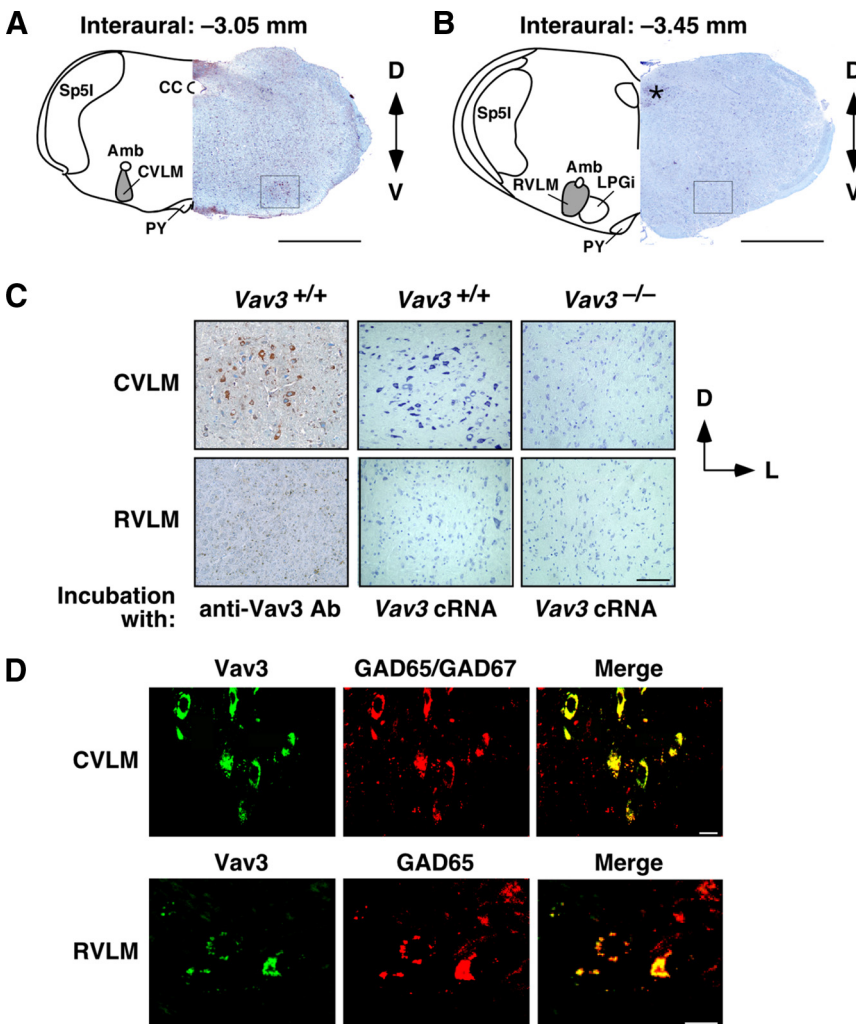 A
Interaural: –3.05 mm
Sp5I
CC
Amb
CVLM
PY
D
V
B
Interaural: –3.45 mm
Sp5I
*
Amb
RVLM
LPGi
PY
D
V
C
Vav3 +/+
Vav3 +/+
Vav3 –/–
CVLM
RVLM
D
L
Incubation
with:
anti-Vav3 Ab
Vav3 cRNA
Vav3 cRNA
D
Vav3
GAD65/GAD67
Merge
CVLM
Vav3
GAD65
Merge
RVLM